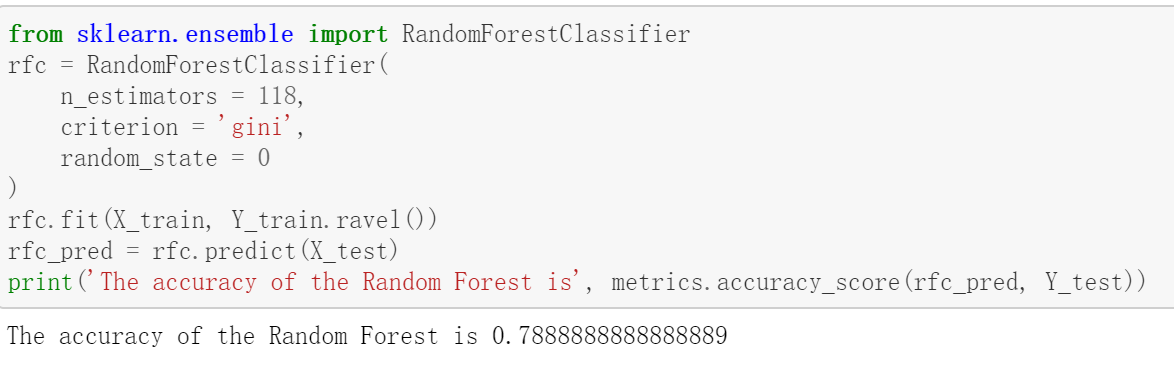 from sklearn.ensemble import RandomForestClassifier
rfc = RandomForestClassifier(
    n_estimators = 118,
    criterion = 'gini',
    random_state = 0
)
rfc.fit(X_train, Y_train.ravel())
rfc_pred = rfc.predict(X_test)
print('The accuracy of the Random Forest is', metrics.accuracy_score(rfc_pred, Y_test))
The accuracy of the Random Forest is 0.7888888888888889